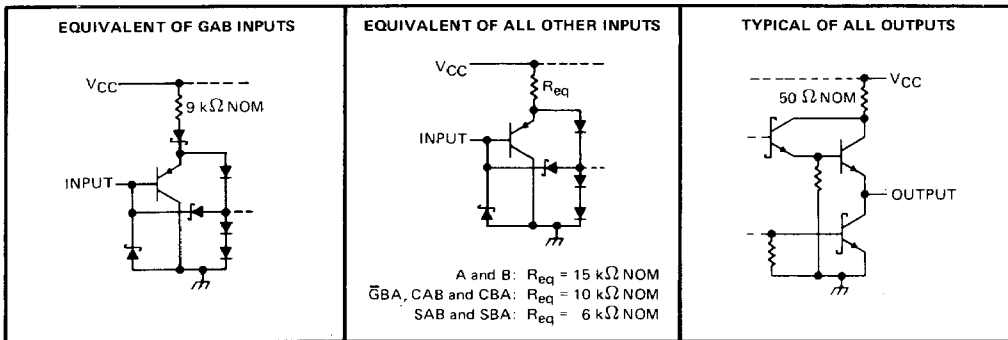 EQUIVALENT OF GAB INPUTS
VCC
9 kΩ NOM
INPUT
EQUIVALENT OF ALL OTHER INPUTS
VCC
Req
INPUT
A and B: Req = 15 kΩ NOM
G̅BA, CAB and CBA: Req = 10 kΩ NOM
SAB and SBA: Req = 6 kΩ NOM
TYPICAL OF ALL OUTPUTS
VCC
50 Ω NOM
OUTPUT